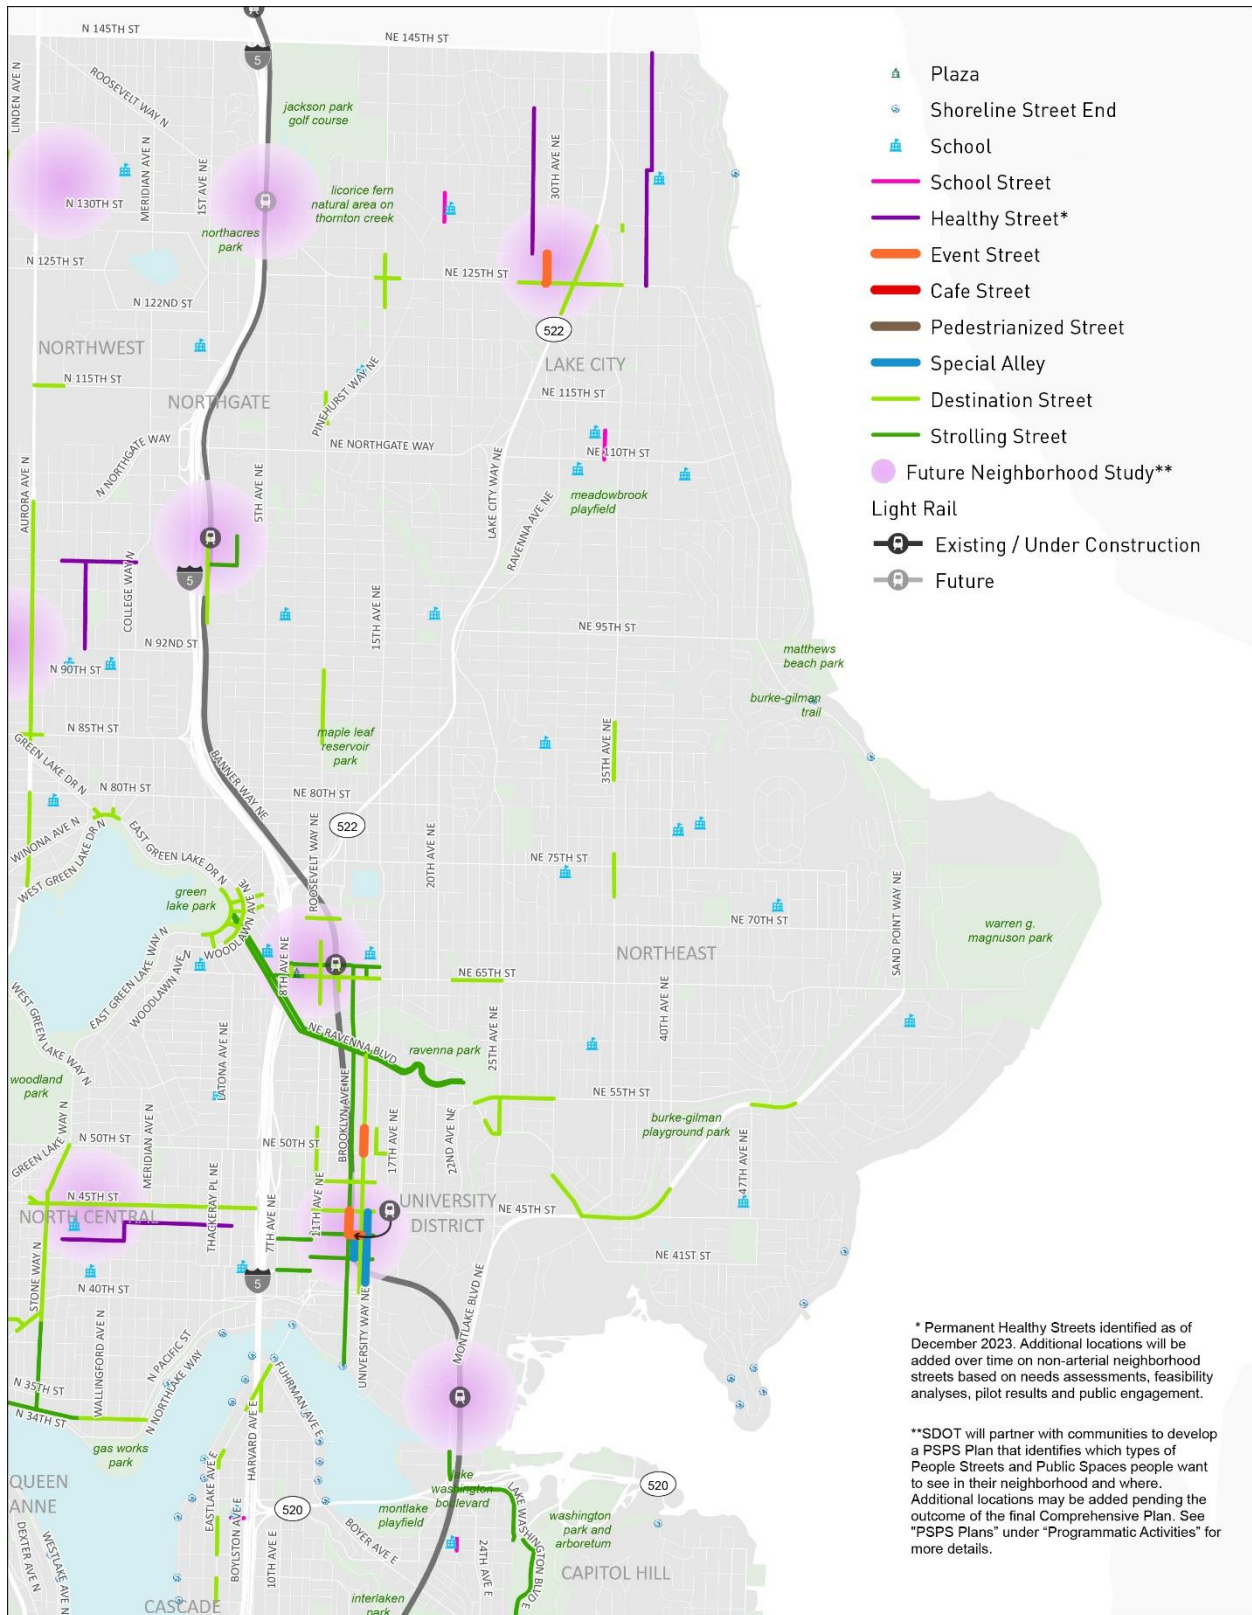 N 145TH ST
NE 145TH ST
5
LINDEN AVE N
ROOSEVELT WAY N
MERIDIAN AVE N
1ST AVE NE
30TH AVE NE
jackson park
golf course
licorice fern
natural area on
thornton creek
N 130TH ST
northacres
park
N 125TH ST
NE 125TH ST
N 122ND ST
522
NORTHWEST
LAKE CITY
N 115TH ST
NORTHGATE
PINEHURST WAY NE
NE 115TH ST
N NORTHGATE WAY
NE NORTHGATE WAY
NE 110TH ST
AURORA AVE N
5TH AVE NE
LAKE CITY WAY NE
RAVENNA AVE NE
meadowbrook
playfield
5
COLLEGE WAY N
15TH AVE NE
N 92ND ST
NE 95TH ST
N 90TH ST
matthews
beach park
burke-gilman
trail
N 85TH ST
maple leaf
reservoir
park
35TH AVE NE
GREEN LAKE DR N
BANNER WAY NE
N 80TH ST
NE 80TH ST
522
WINONA AVE N
WEST GREEN LAKE DR N
EAST GREEN LAKE DR N
ROOSEVELT WAY NE
20TH AVE NE
NE 75TH ST
green
lake park
WOODLAWN AVE NE
NE 70TH ST
SAND POINT WAY NE
warren g.
magnuson park
NORTHEAST
EAST GREEN LAKE WAY N
WOODLAWN AVE N
8TH AVE NE
NE 65TH ST
WEST GREEN LAKE WAY N
NE RAVENNA BLVD
ravenna park
25TH AVE NE
40TH AVE NE
LATONA AVE NE
woodland
park
BROOKLYN AVE NE
NE 55TH ST
burke-gilman
playground park
GREEN LAKE WAY N
N 50TH ST
MERIDIAN AVE N
NE 50TH ST
17TH AVE NE
22ND AVE NE
47TH AVE NE
N 45TH ST
NORTH CENTRAL
THACKERAY PL NE
7TH AVE NE
11TH AVE NE
UNIVERSITY
DISTRICT
NE 45TH ST
NE 41ST ST
STONE WAY N
N 40TH ST
5
WALLINGFORD AVE N
N PACIFIC ST
N NORTHLAKE WAY
UNIVERSITY WAY NE
MONTLAKE BLVD NE
N 35TH ST
N 34TH ST
FUHRMAN AVE E
HARVARD AVE E
gas works
park
QUEEN
ANNE
EASTLAKE AVE E
lake
washington
boulevard
520
520
montlake
playfield
LAKE WASHINGTON BLVD E
washington
park and
arboretum
DEXTER AVE N
WESTLAKE AVE N
BOYLSTON AVE E
10TH AVE E
BOYER AVE E
24TH AVE E
CAPITOL HILL
CASCADE
interlaken
park
Plaza
Shoreline Street End
School
School Street
Healthy Street*
Event Street
Cafe Street
Pedestrianized Street
Special Alley
Destination Street
Strolling Street
Future Neighborhood Study**
Light Rail
Existing / Under Construction
Future
* Permanent Healthy Streets identified as of
December 2023. Additional locations will be
added over time on non-arterial neighborhood
streets based on needs assessments, feasibility
analyses, pilot results and public engagement.
**SDOT will partner with communities to develop
a PSPS Plan that identifies which types of
People Streets and Public Spaces people want
to see in their neighborhood and where.
Additional locations may be added pending the
outcome of the final Comprehensive Plan. See
"PSPS Plans" under “Programmatic Activities” for
more details.